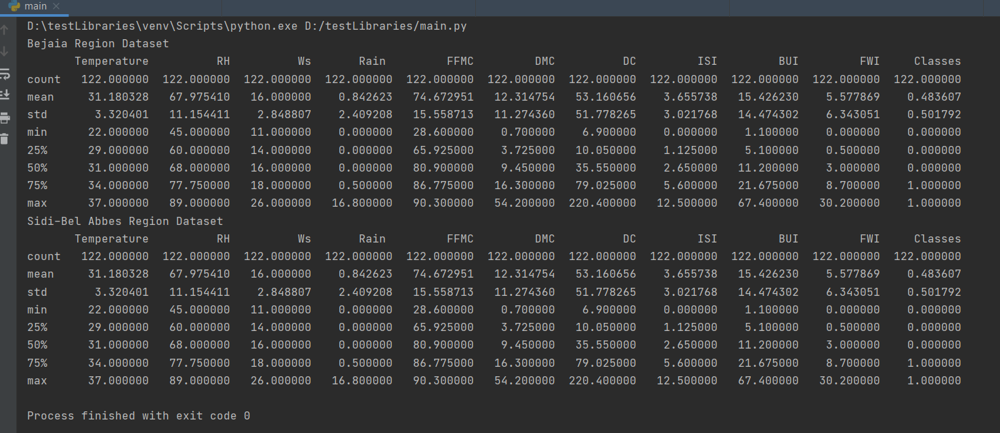 main
D:\testLibraries\venv\Scripts\python.exe D:/testLibraries/main.py
Bejaia Region Dataset
Temperature RH Ws Rain FFMC DMC DC ISI BUI FWI Classes
count 122.000000 122.000000 122.000000 122.000000 122.000000 122.000000 122.000000 122.000000 122.000000 122.000000 122.000000
mean 31.180328 67.975410 16.000000 0.842623 74.672951 12.314754 53.160656 3.655738 15.426230 5.577869 0.483607
std 3.320401 11.154411 2.848807 2.409208 15.558713 11.274360 51.778265 3.021768 14.474302 6.343051 0.501792
min 22.000000 45.000000 11.000000 0.000000 28.600000 0.700000 6.900000 0.000000 1.100000 0.000000 0.000000
25% 29.000000 60.000000 14.000000 0.000000 65.925000 3.725000 10.050000 1.125000 5.100000 0.500000 0.000000
50% 31.000000 68.000000 16.000000 0.000000 80.900000 9.450000 35.550000 2.650000 11.200000 3.000000 0.000000
75% 34.000000 77.750000 18.000000 0.500000 86.775000 16.300000 79.025000 5.600000 21.675000 8.700000 1.000000
max 37.000000 89.000000 26.000000 16.800000 90.300000 54.200000 220.400000 12.500000 67.400000 30.200000 1.000000
Sidi-Bel Abbes Region Dataset
Temperature RH Ws Rain FFMC DMC DC ISI BUI FWI Classes
count 122.000000 122.000000 122.000000 122.000000 122.000000 122.000000 122.000000 122.000000 122.000000 122.000000 122.000000
mean 31.180328 67.975410 16.000000 0.842623 74.672951 12.314754 53.160656 3.655738 15.426230 5.577869 0.483607
std 3.320401 11.154411 2.848807 2.409208 15.558713 11.274360 51.778265 3.021768 14.474302 6.343051 0.501792
min 22.000000 45.000000 11.000000 0.000000 28.600000 0.700000 6.900000 0.000000 1.100000 0.000000 0.000000
25% 29.000000 60.000000 14.000000 0.000000 65.925000 3.725000 10.050000 1.125000 5.100000 0.500000 0.000000
50% 31.000000 68.000000 16.000000 0.000000 80.900000 9.450000 35.550000 2.650000 11.200000 3.000000 0.000000
75% 34.000000 77.750000 18.000000 0.500000 86.775000 16.300000 79.025000 5.600000 21.675000 8.700000 1.000000
max 37.000000 89.000000 26.000000 16.800000 90.300000 54.200000 220.400000 12.500000 67.400000 30.200000 1.000000
Process finished with exit code 0